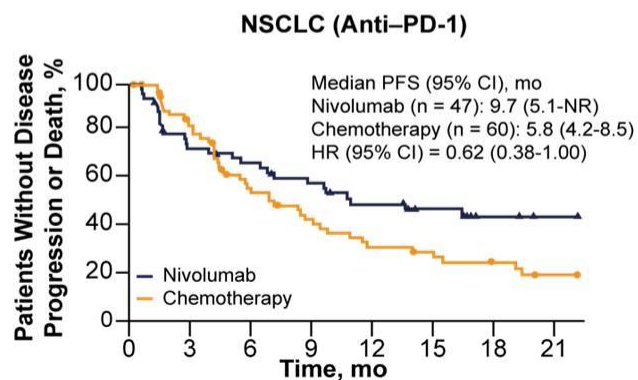 NSCLC (Anti–PD-1)
Patients Without Disease
Progression or Death, %
100
80
60
40
20
0
Median PFS (95% CI), mo
Nivolumab (n = 47): 9.7 (5.1-NR)
Chemotherapy (n = 60): 5.8 (4.2-8.5)
HR (95% CI) = 0.62 (0.38-1.00)
Nivolumab
Chemotherapy
0 3 6 9 12 15 18 21
Time, mo